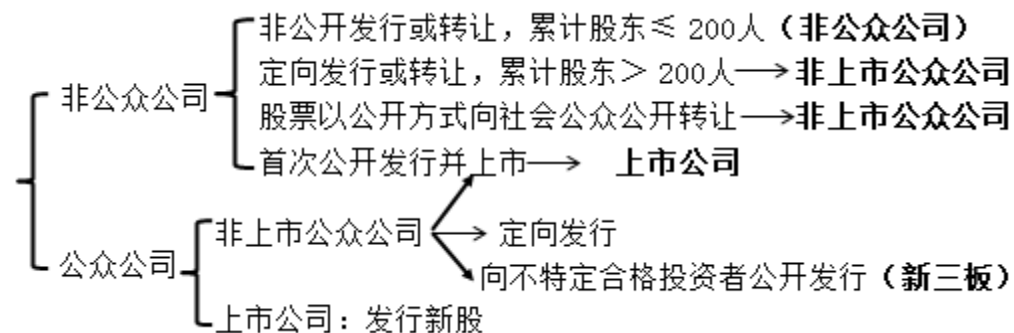 非公开发行或转让，累计股东≤ 200人（非公众公司）
定向发行或转让，累计股东＞ 200人→非上市公众公司
非公众公司
股票以公开方式向社会公众公开转让→非上市公众公司
首次公开发行并上市→ 上市公司
非上市公众公司 → 定向发行
公众公司
向不特定合格投资者公开发行（新三板）
上市公司：发行新股